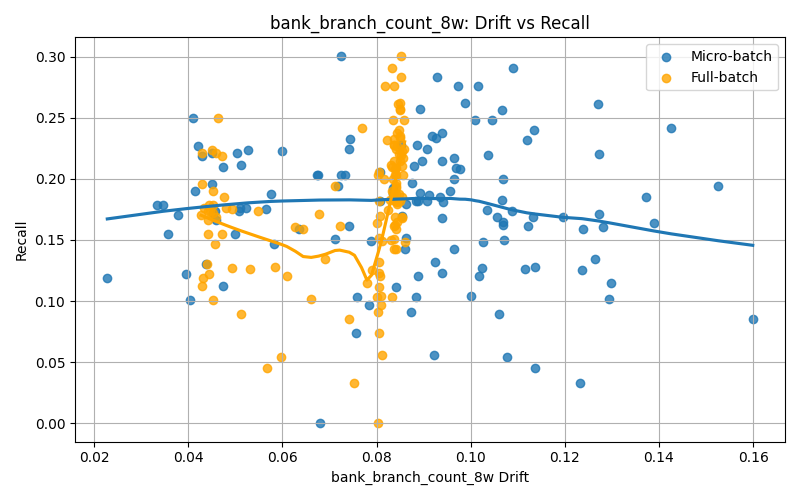 bank_branch_count_8w: Drift vs Recall
Micro-batch
Full-batch
Recall
0.30
0.25
0.20
0.15
0.10
0.05
0.00
0.02 0.04 0.06 0.08 0.10 0.12 0.14 0.16
bank_branch_count_8w Drift